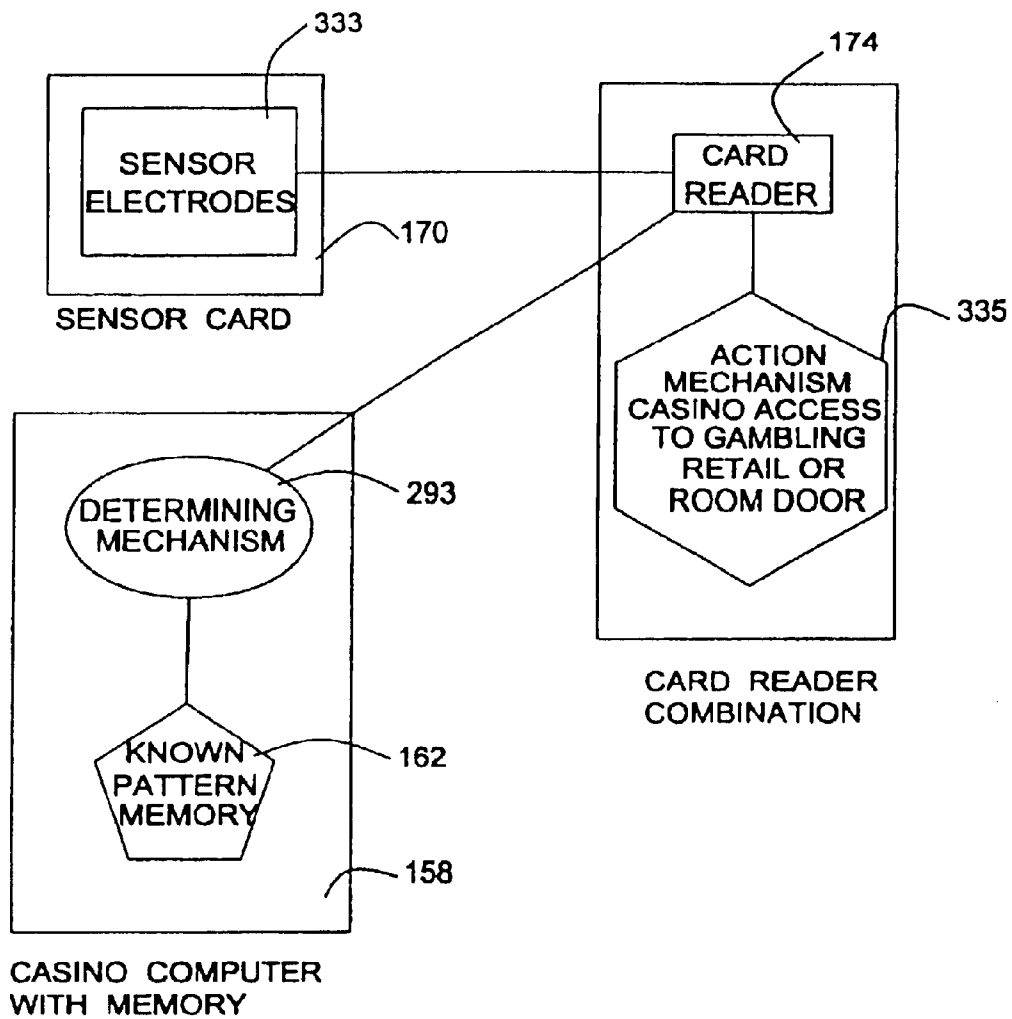 333
SENSOR
ELECTRODES
170
SENSOR CARD
174
CARD
READER
335
ACTION
MECHANISM
CASINO ACCESS
TO GAMBLING
RETAIL OR
ROOM DOOR
CARD READER
COMBINATION
293
DETERMINING
MECHANISM
KNOWN
PATTERN
MEMORY
162
158
CASINO COMPUTER
WITH MEMORY